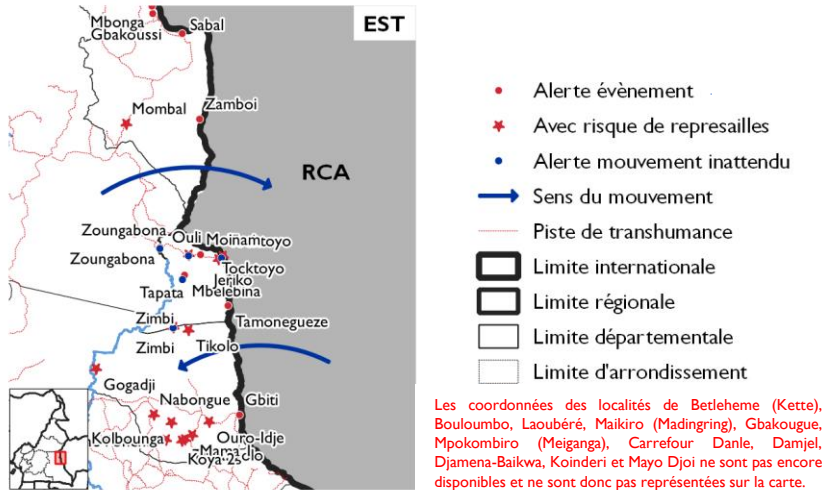 EST
Mbonga
Gbakoussi
Sabal
Mombal
Zamboi
RCA
Zoungabona
Ouli
Zoungabona
Tocktoyo
Jeriko
Tapata
Mbelebina
Zimbi
Tamonegueze
Zimbi
Tikolo
Gogadji
Nabongue
Gbiti
Kolbounga
Ouro-Idje
Alerte évènement
Avec risque de represailles
Alerte mouvement inattendu
Sens du mouvement
Piste de transhumance
Limite internationale
Limite régionale
Limite départementale
Limite d'arrondissement
Les coordonnées des localités de Betleheme (Kette),
Bouloumbo, Laoubéré, Maikiro (Madingring), Gbakougue,
Mpokombiro (Meiganga), Carrefour Danle, Damjel,
Djamena-Baikwa, Koinderi et Mayo Djoi ne sont pas encore
disponibles et ne sont donc pas représentées sur la carte.